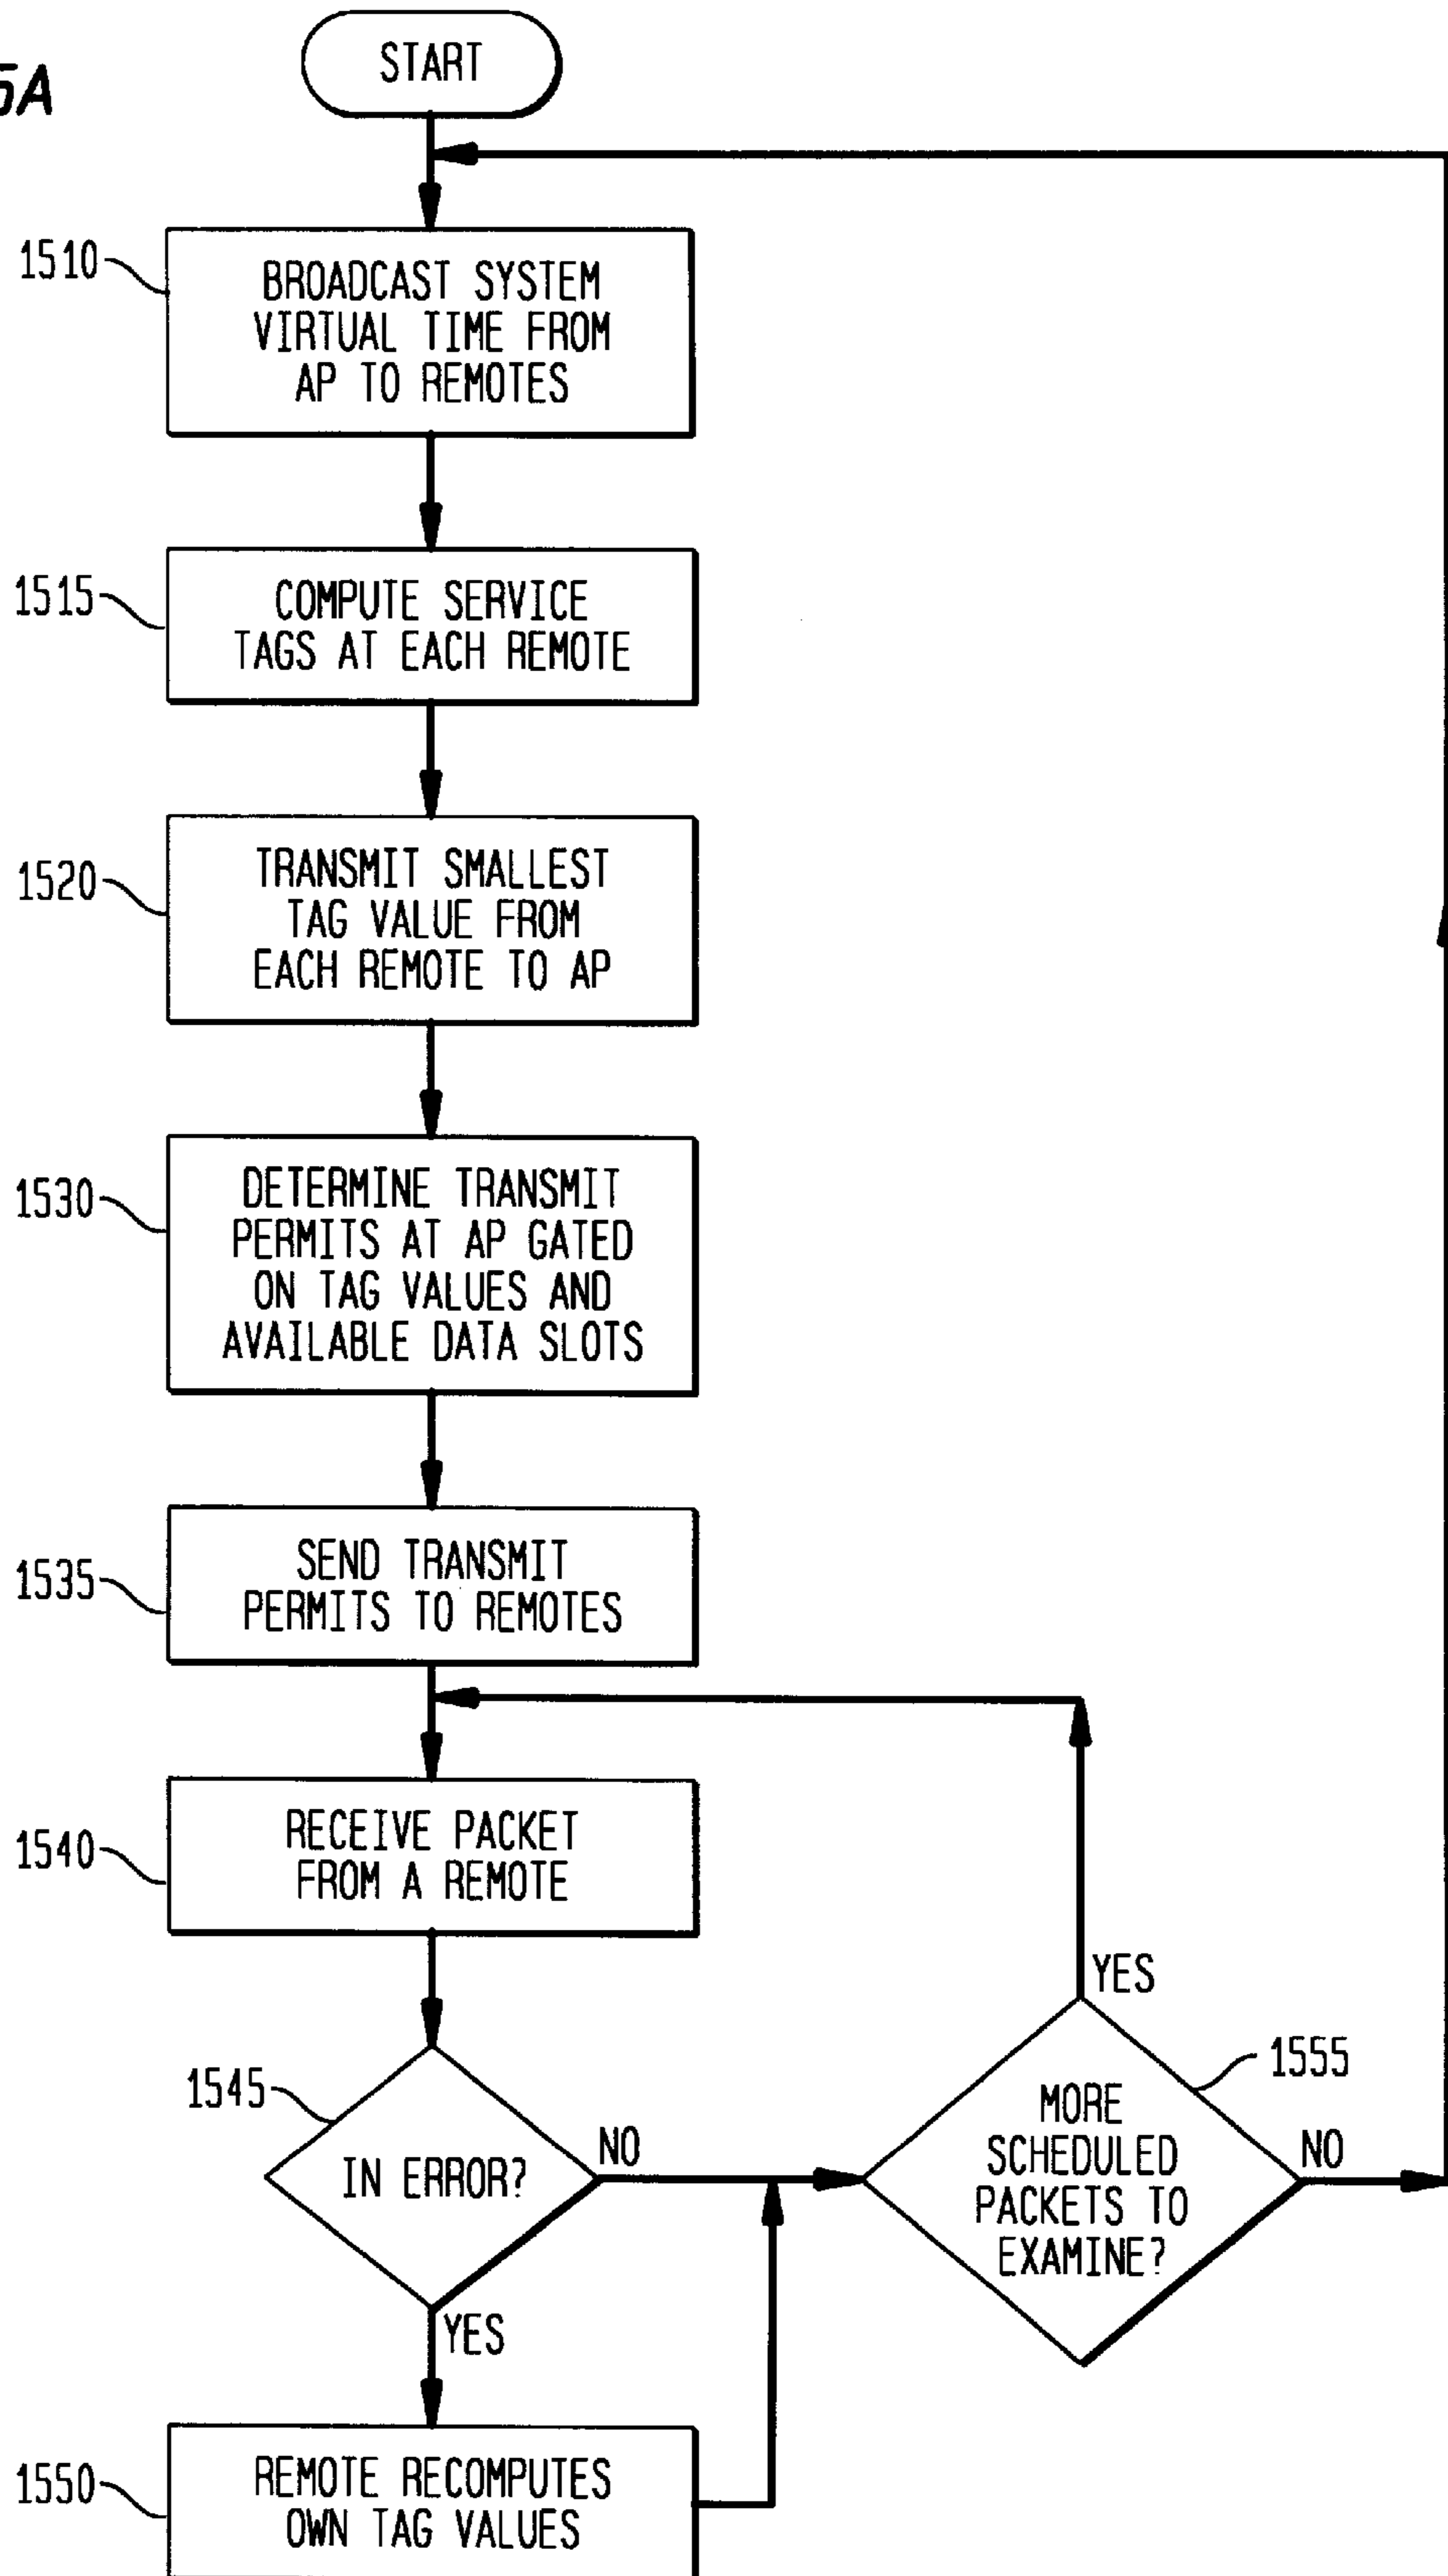 5A
START
1510
BROADCAST SYSTEM
VIRTUAL TIME FROM
AP TO REMOTES
1515
COMPUTE SERVICE
TAGS AT EACH REMOTE
1520
TRANSMIT SMALLEST
TAG VALUE FROM
EACH REMOTE TO AP
1530
DETERMINE TRANSMIT
PERMITS AT AP GATED
ON TAG VALUES AND
AVAILABLE DATA SLOTS
1535
SEND TRANSMIT
PERMITS TO REMOTES
1540
RECEIVE PACKET
FROM A REMOTE
1545
IN ERROR?
NO
YES
YES
1555
MORE
SCHEDULED
PACKETS TO
EXAMINE?
NO
1550
REMOTE RECOMPUTES
OWN TAG VALUES